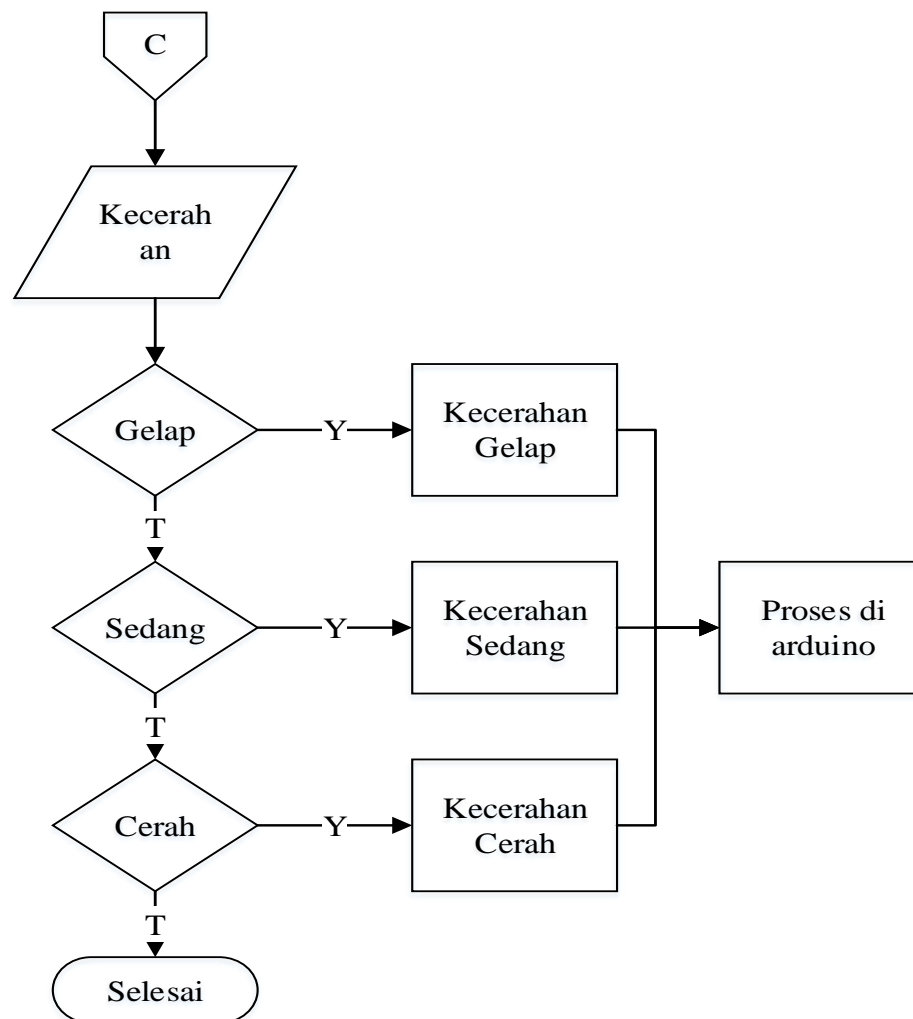 C
Kecerah
an
Gelap
Y
Kecerahan
Gelap
T
Sedang
Y
Kecerahan
Sedang
Proses di
arduino
T
Cerah
Y
Kecerahan
Cerah
T
Selesai